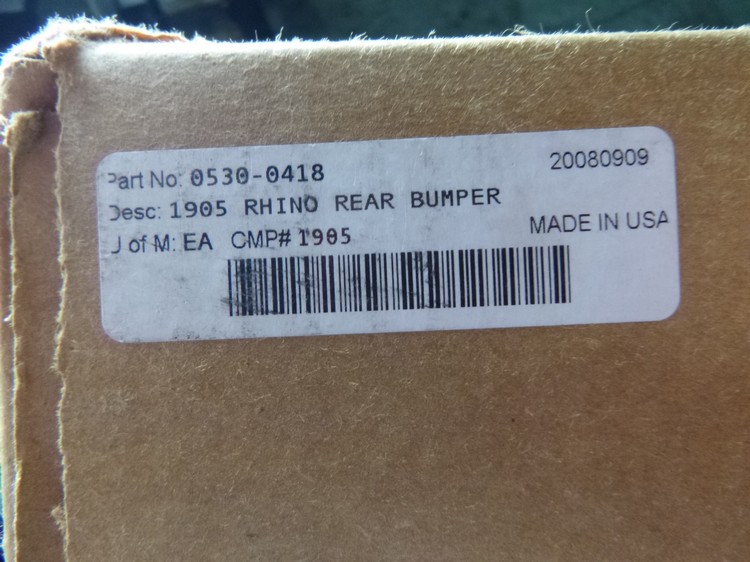 Part No: 0530-0418
20080909
Desc: 1905 RHINO REAR BUMPER
U of M: EA CMP# 1905
MADE IN USA